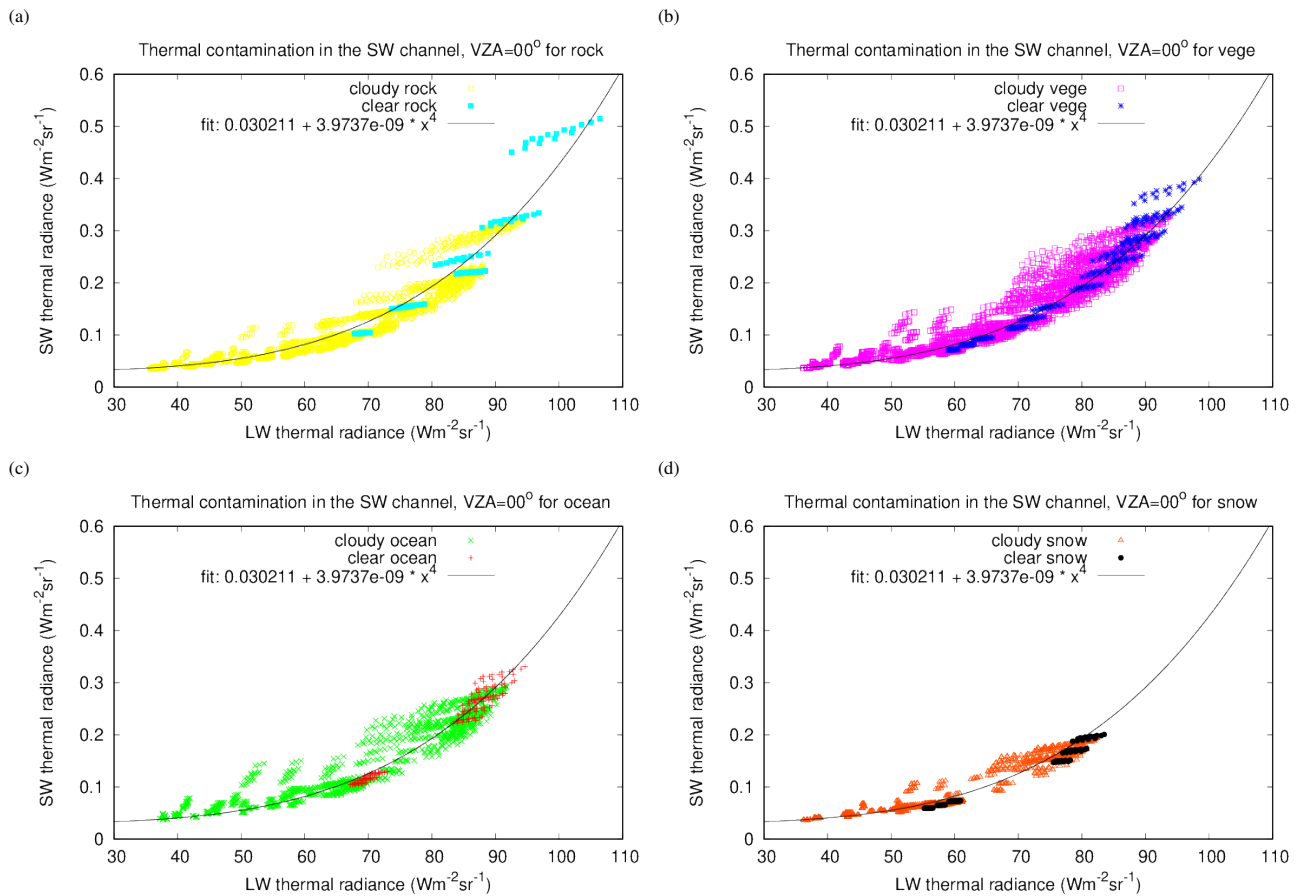 (a)
Thermal contamination in the SW channel, VZA=00° for rock
cloudy rock
clear rock
fit: 0.030211 + 3.9737e-09 * x⁴
SW thermal radiance (Wm⁻²sr⁻¹)
0.6
0.5
0.4
0.3
0.2
0.1
0
30 40 50 60 70 80 90 100 110
LW thermal radiance (Wm⁻²sr⁻¹)
(b)
Thermal contamination in the SW channel, VZA=00° for vege
cloudy vege
clear vege
fit: 0.030211 + 3.9737e-09 * x⁴
SW thermal radiance (Wm⁻²sr⁻¹)
0.6
0.5
0.4
0.3
0.2
0.1
0
30 40 50 60 70 80 90 100 110
LW thermal radiance (Wm⁻²sr⁻¹)
(c)
Thermal contamination in the SW channel, VZA=00° for ocean
cloudy ocean
clear ocean
fit: 0.030211 + 3.9737e-09 * x⁴
SW thermal radiance (Wm⁻²sr⁻¹)
0.6
0.5
0.4
0.3
0.2
0.1
0
30 40 50 60 70 80 90 100 110
LW thermal radiance (Wm⁻²sr⁻¹)
(d)
Thermal contamination in the SW channel, VZA=00° for snow
cloudy snow
clear snow
fit: 0.030211 + 3.9737e-09 * x⁴
SW thermal radiance (Wm⁻²sr⁻¹)
0.6
0.5
0.4
0.3
0.2
0.1
0
30 40 50 60 70 80 90 100 110
LW thermal radiance (Wm⁻²sr⁻¹)